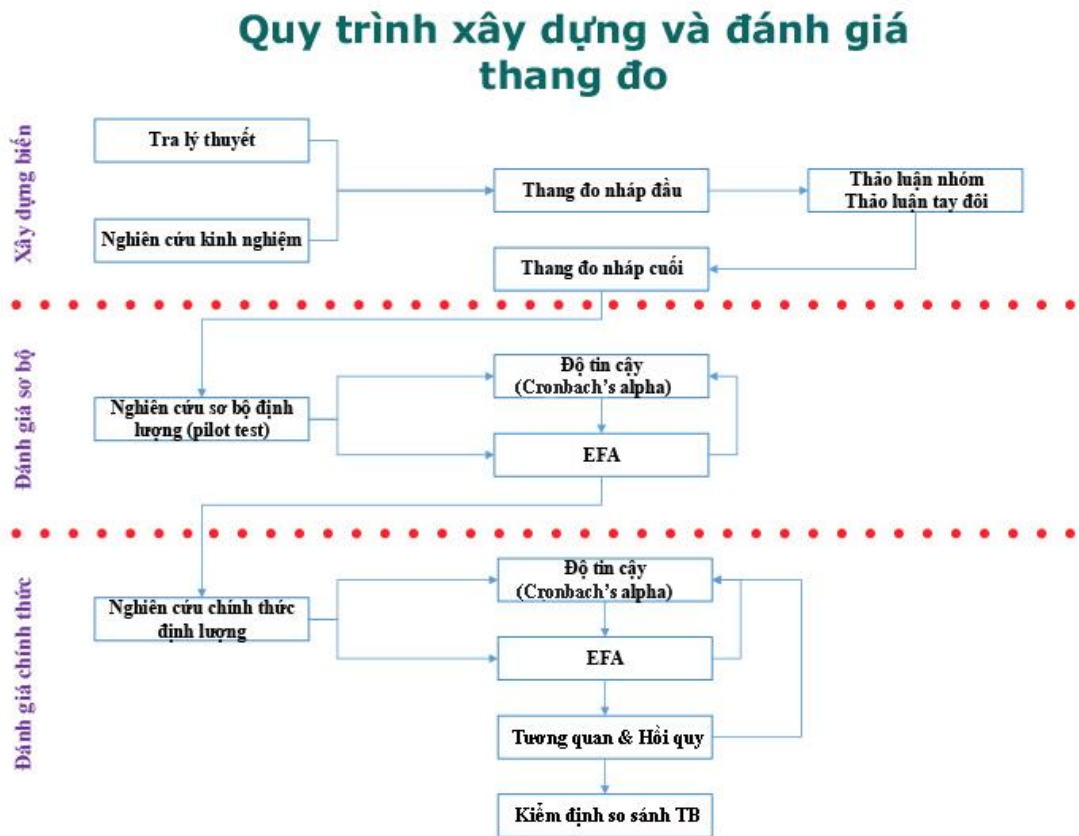 Quy trình xây dựng và đánh giá
thang đo
Xây dựng biến
Tra lý thuyết
Nghiên cứu kinh nghiệm
Thang đo nháp đầu
Thảo luận nhóm
Thảo luận tay đôi
Thang đo nháp cuối
Đánh giá sơ bộ
Nghiên cứu sơ bộ định
lượng (pilot test)
Độ tin cậy
(Cronbach's alpha)
EFA
Đánh giá chính thức
Nghiên cứu chính thức
định lượng
Độ tin cậy
(Cronbach's alpha)
EFA
Tương quan & Hồi quy
Kiểm định so sánh TB